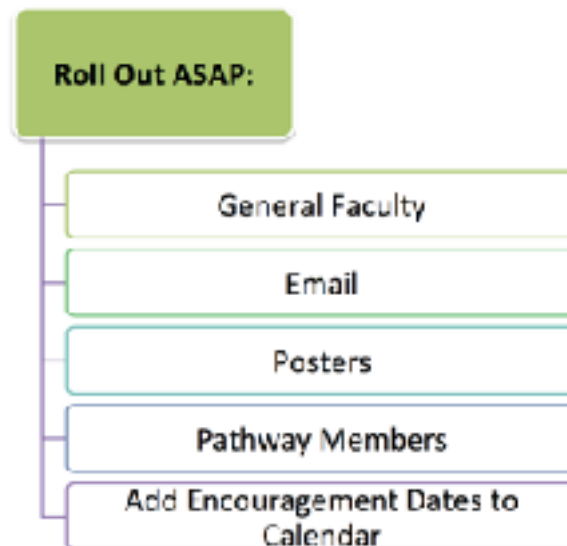 Roll Out ASAP:
General Faculty
Email
Posters
Pathway Members
Add Encouragement Dates to
Calendar